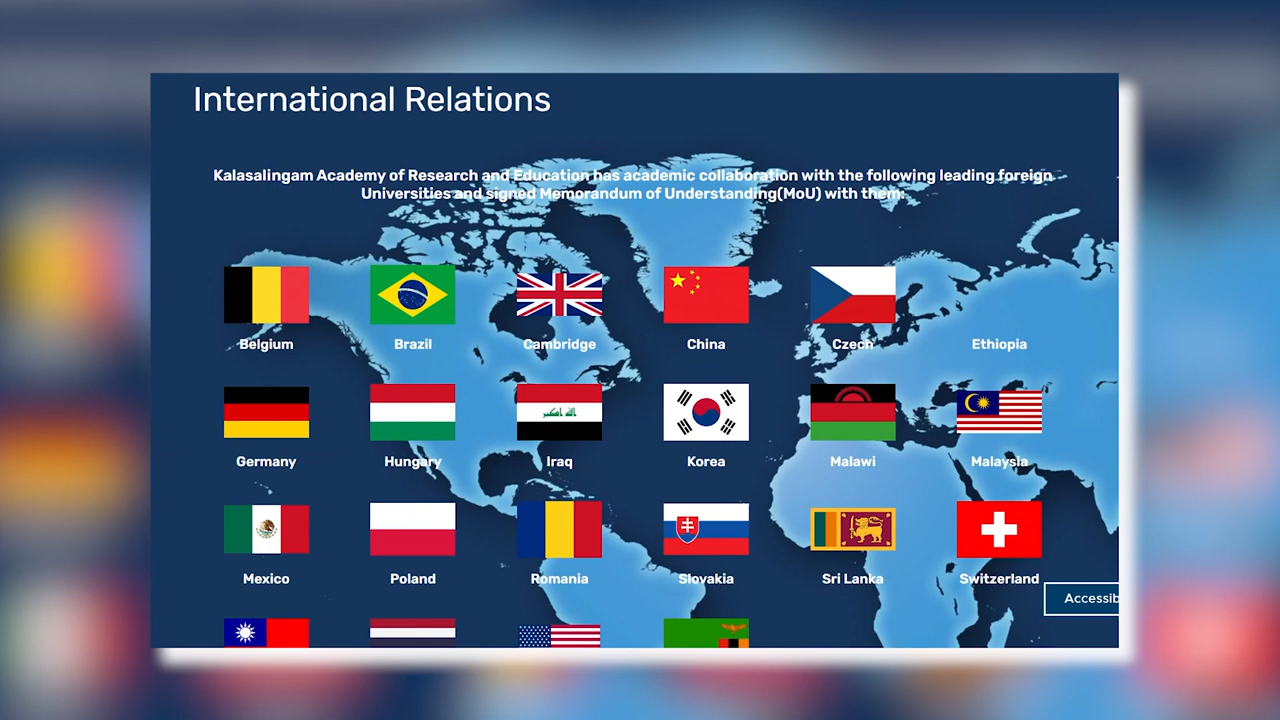 International Relations
Kalasalingam Academy of Research and Education has academic collaboration with the following leading foreign
Universities and signed Memorandum of Understanding(MoU) with them:
Belgium
Brazil
Cambridge
China
Czech
Ethiopia
Germany
Hungary
Iraq
الله اكبر
Korea
Malawi
Malaysia
Mexico
Poland
Romania
Slovakia
Sri Lanka
Switzerland
Accessib